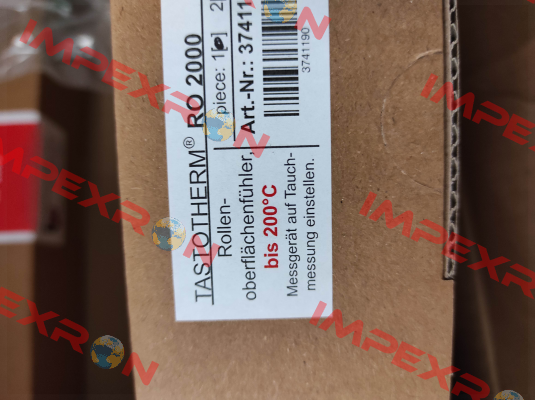 TASTOTHERM® RO 2000
piece: 1
Art.-Nr.: 3741
3741190
Rollen-
oberflächenfühler,
bis 200°C
Messgerät auf Tauch-
messung einstellen.
IMPEXRON
IMPEXRON
IMPEXRON
IMPEXRON
IMPEXRON